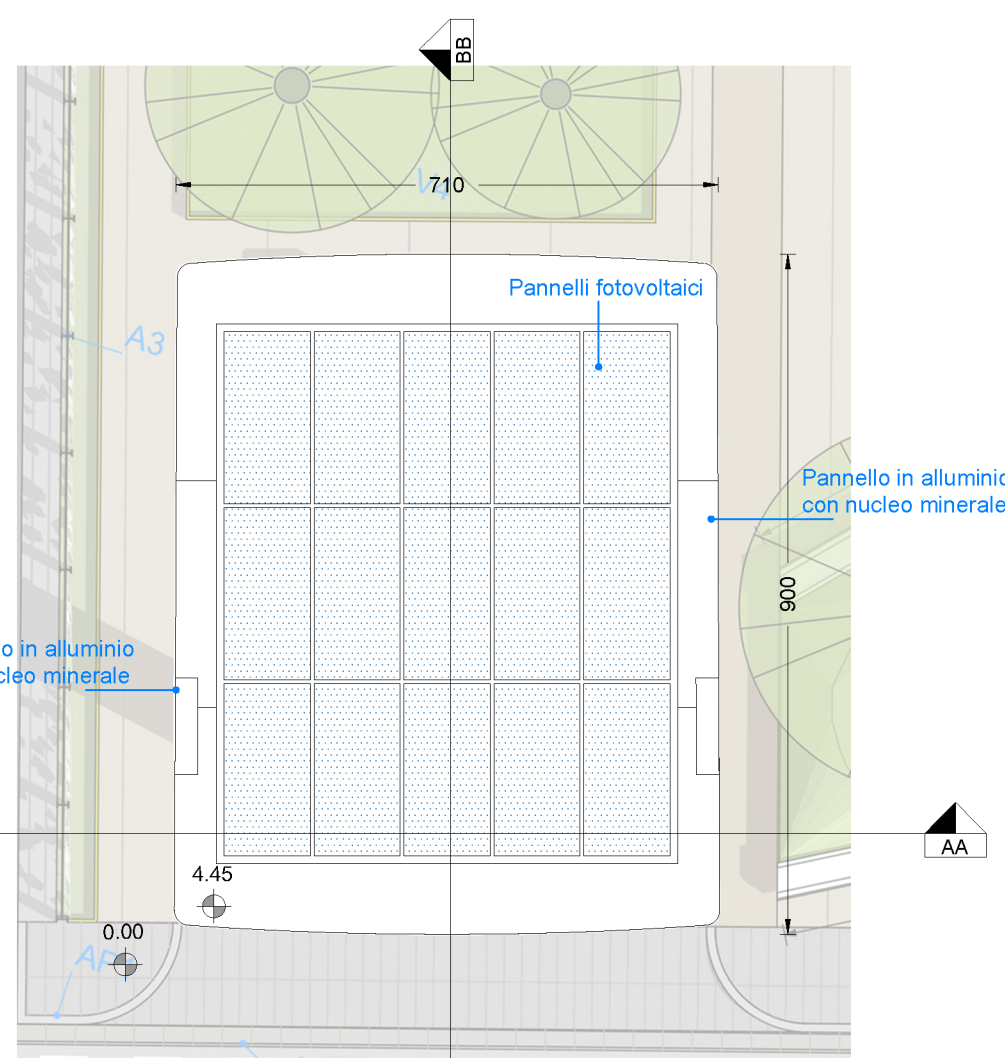 BB
710
Pannelli fotovoltaici
A3
Pannello in allumini
con nucleo minerale
900
o in alluminio
cleo minerale
AA
4.45
0.00